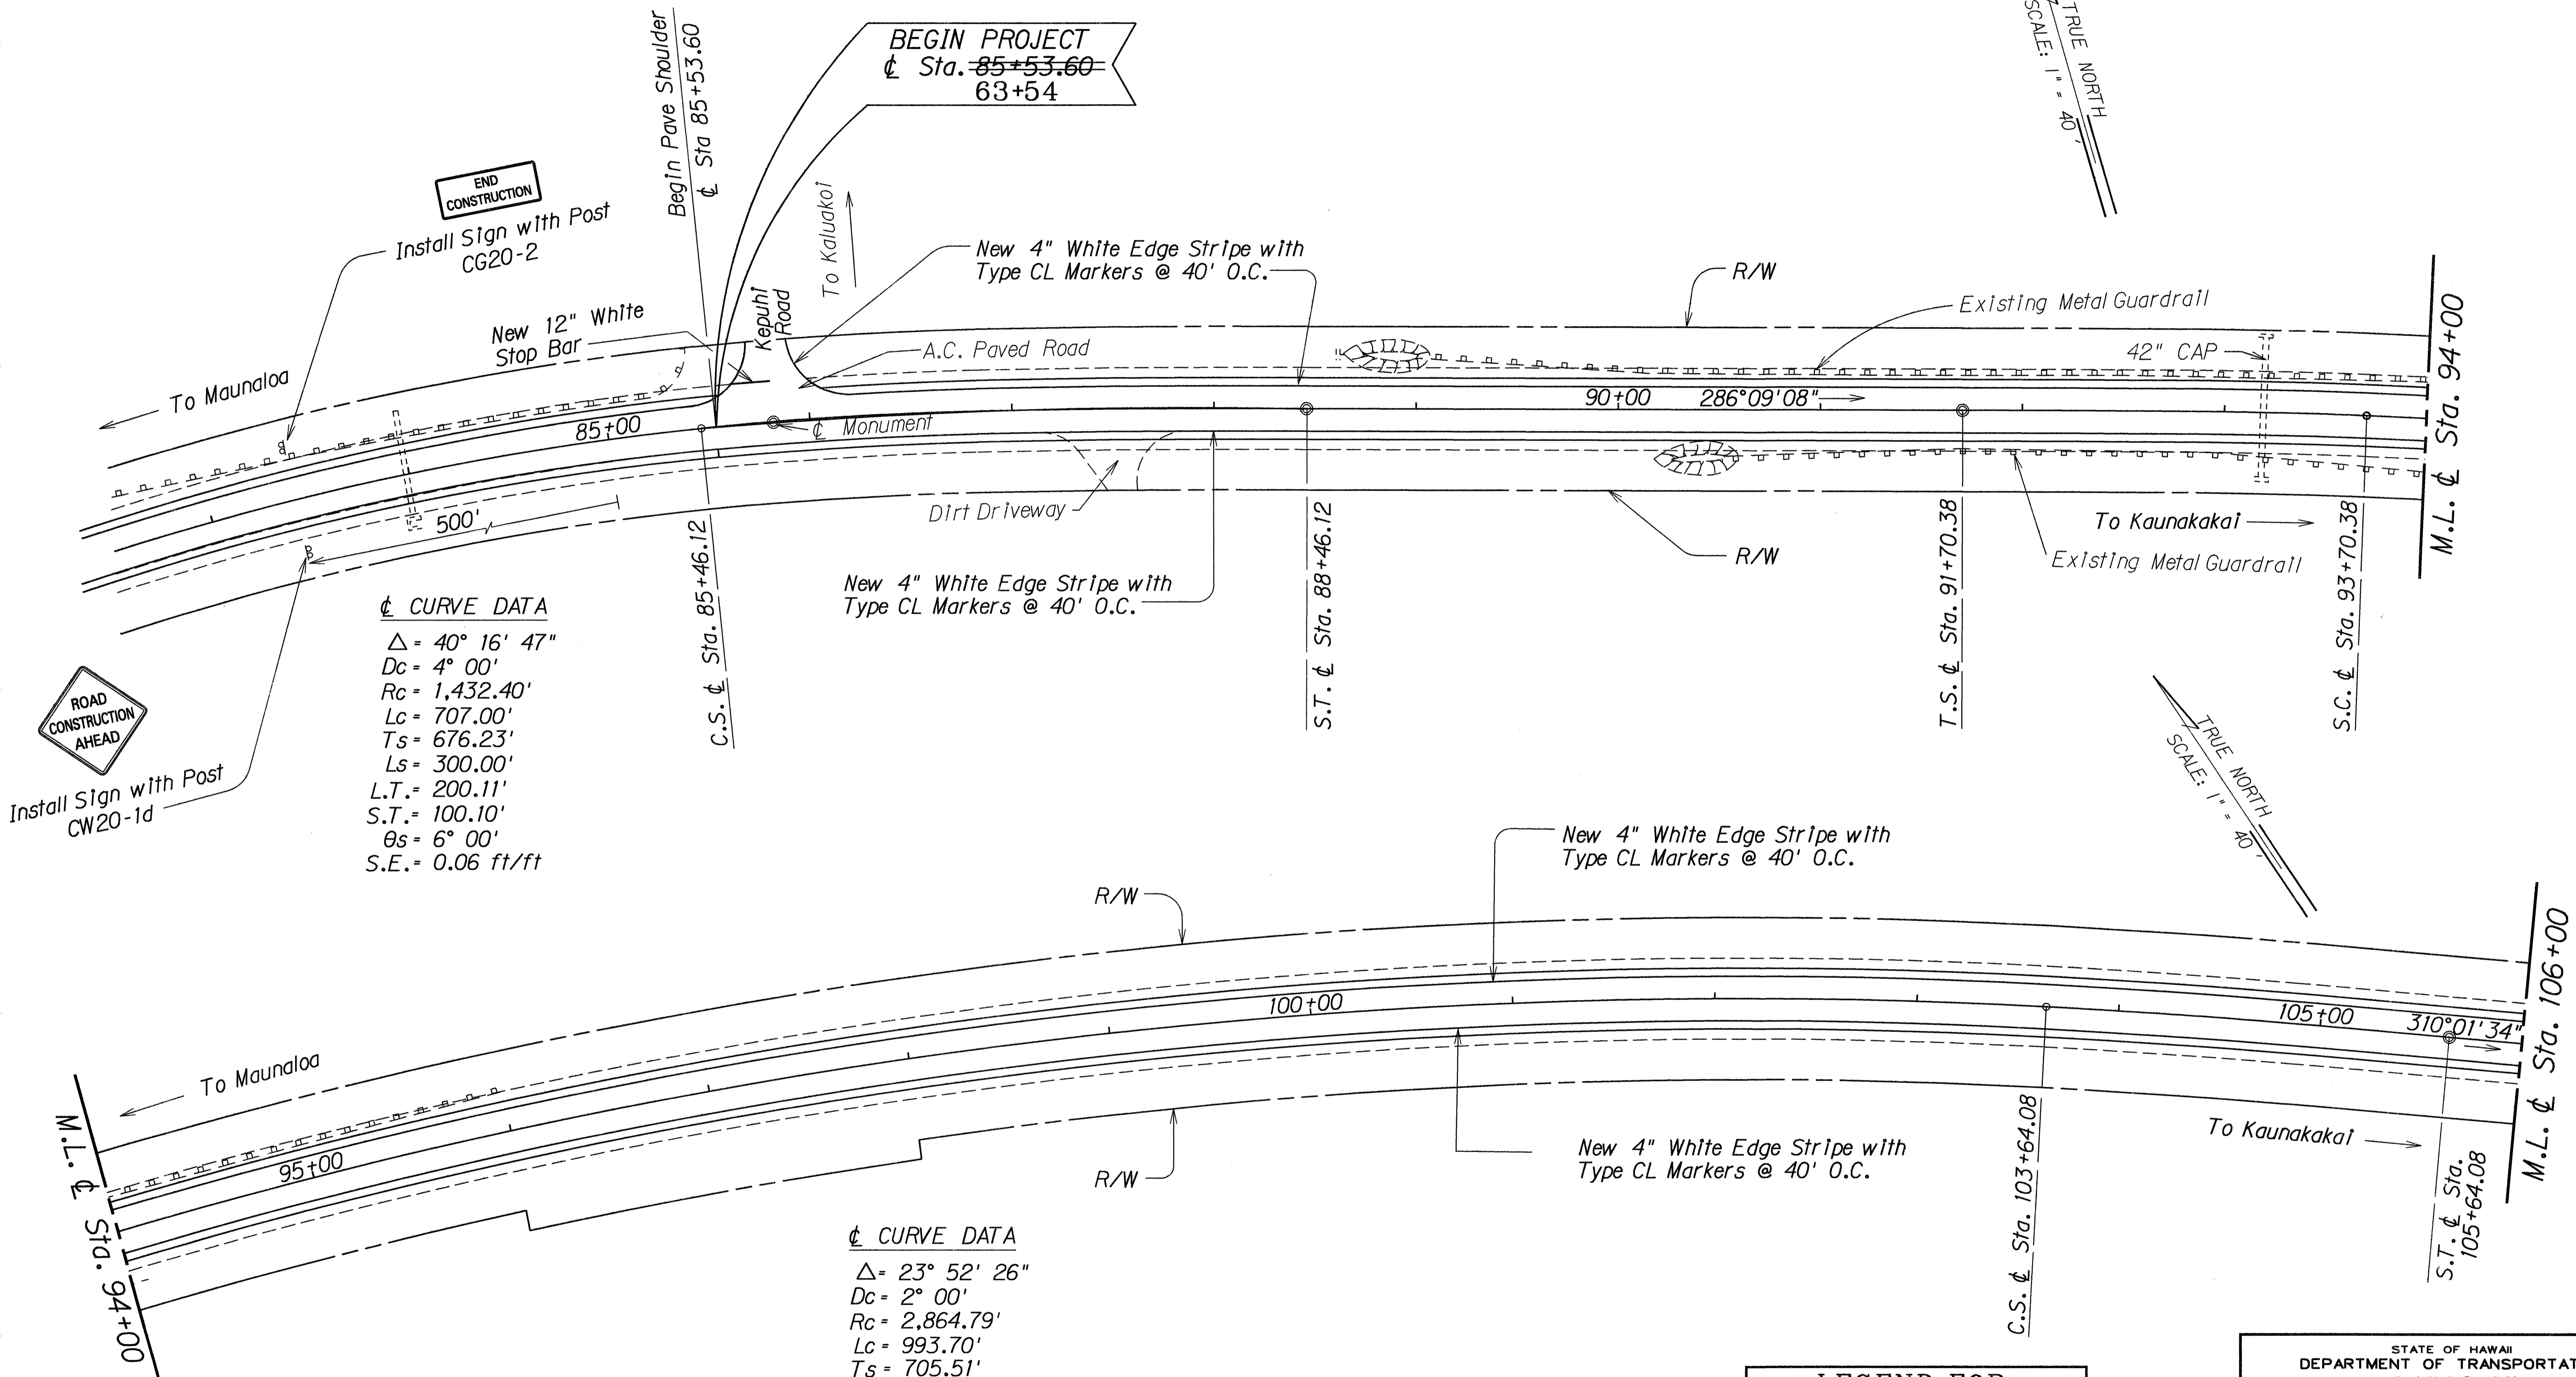 BEGIN PROJECT
℄ Sta. 85+53.60
63+54
Begin Pave Shoulder
℄ Sta 85+53.60
TRUE NORTH
SCALE: 1" = 40'
END
CONSTRUCTION
Install Sign with Post
CG20-2
To Kaluakoi
Kepuhi
Road
New 4" White Edge Stripe with
Type CL Markers @ 40' O.C.
R/W
Existing Metal Guardrail
New 12" White
Stop Bar
A.C. Paved Road
42" CAP
To Maunaloa
85+00
℄ Monument
90+00
286°09'08"
M.L. ℄ Sta. 94+00
500'
Dirt Driveway
R/W
To Kaunakakai
Existing Metal Guardrail
New 4" White Edge Stripe with
Type CL Markers @ 40' O.C.
C.S. ℄ Sta. 85+46.12
S.T. ℄ Sta. 88+46.12
T.S. ℄ Sta. 91+70.38
S.C. ℄ Sta. 93+70.38
℄ CURVE DATA
Δ = 40° 16' 47"
Dc = 4° 00'
Rc = 1,432.40'
Lc = 707.00'
Ts = 676.23'
Ls = 300.00'
L.T. = 200.11'
S.T. = 100.10'
θs = 6° 00'
S.E. = 0.06 ft/ft
ROAD
CONSTRUCTION
AHEAD
Install Sign with Post
CW20-1d
TRUE NORTH
SCALE: 1" = 40'
New 4" White Edge Stripe with
Type CL Markers @ 40' O.C.
R/W
To Maunaloa
95+00
100+00
105+00
310°01'34"
M.L. ℄ Sta. 94+00
M.L. ℄ Sta. 106+00
R/W
New 4" White Edge Stripe with
Type CL Markers @ 40' O.C.
To Kaunakakai
C.S. ℄ Sta. 103+64.08
S.T. ℄ Sta.
105+64.08
℄ CURVE DATA
Δ = 23° 52' 26"
Dc = 2° 00'
Rc = 2,864.79'
Lc = 993.70'
Ts = 705.51'
LEGEND FOR
STATE OF HAWAII
DEPARTMENT OF TRANSPORTAT